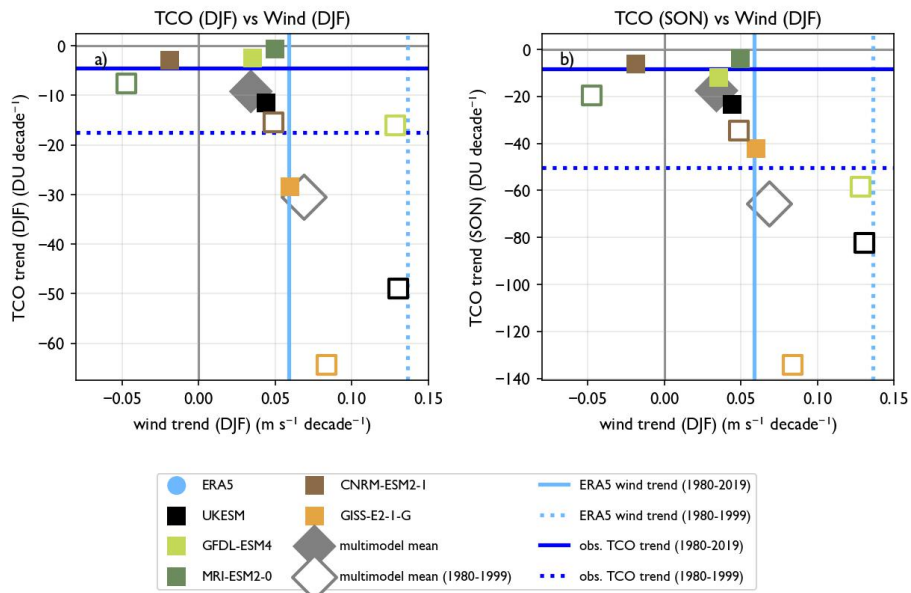 TCO (DJF) vs Wind (DJF)
a)
0
−10
−20
−30
−40
−50
−60
TCO trend (DJF) (DU decade⁻¹)
−0.05 0.00 0.05 0.10 0.15
wind trend (DJF) (m s⁻¹ decade⁻¹)
TCO (SON) vs Wind (DJF)
b)
0
−20
−40
−60
−80
−100
−120
−140
TCO trend (SON) (DU decade⁻¹)
−0.05 0.00 0.05 0.10 0.15
wind trend (DJF) (m s⁻¹ decade⁻¹)
ERA5
UKESM
GFDL-ESM4
MRI-ESM2-0
CNRM-ESM2-1
GISS-E2-1-G
multimodel mean
multimodel mean (1980-1999)
ERA5 wind trend (1980-2019)
ERA5 wind trend (1980-1999)
obs. TCO trend (1980-2019)
obs. TCO trend (1980-1999)